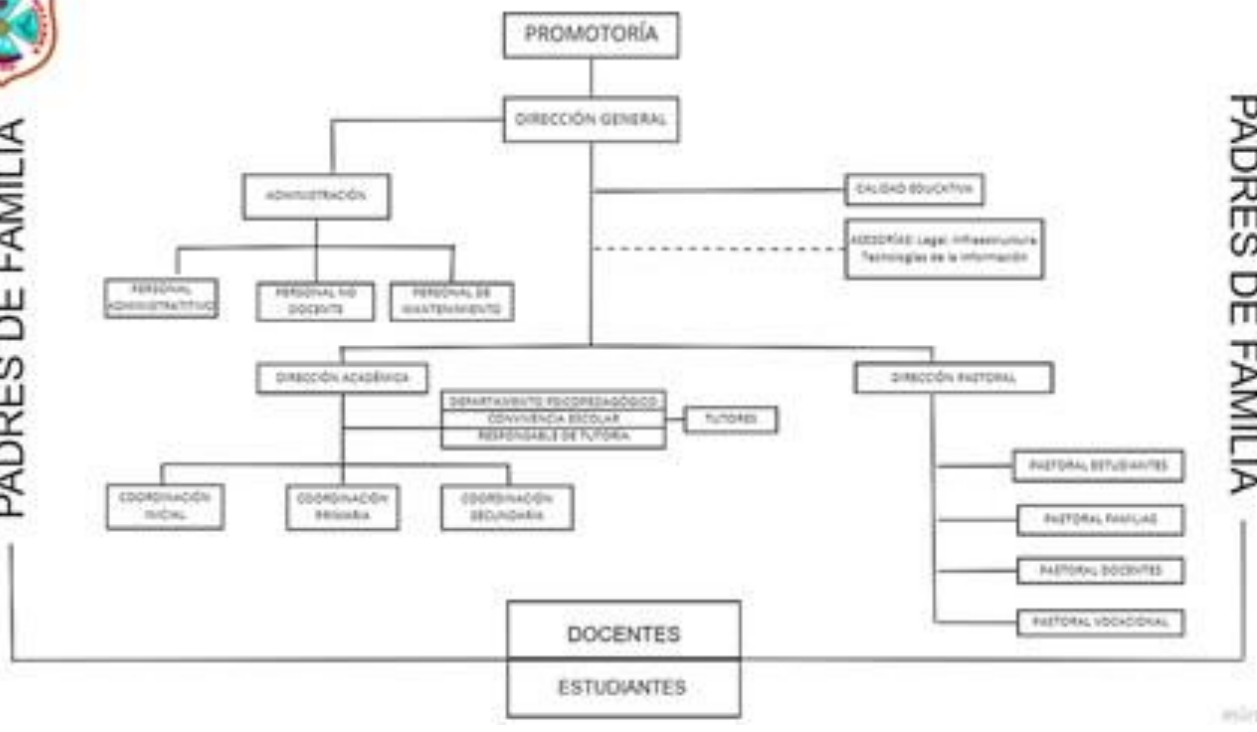 PROMOTORÍA
DIRECCIÓN GENERAL
PADRES DE FAMILIA
PADRES DE FAMILIA
ADMINISTRACIÓN
CALIDAD EDUCATIVA
ASESORÍAS: Legal, Infraestructura
Tecnologías de la Información
PERSONAL
ADMINISTRATITIVO
PERSONAL NO
DOCENTE
PERSONAL DE
MANTENIMIENTO
DIRECCIÓN ACADÉMICA
DIRECCIÓN PASTORAL
DEPARTAMENTO PSICOPEDAGÓGICO
CONVIVENCIA ESCOLAR
RESPONSABLE DE TUTORÍA
TUTORES
COORDINACIÓN
INICIAL
COORDINACIÓN
PRIMARIA
COORDINACIÓN
SECUNDARIA
PASTORAL ESTUDIANTES
PASTORAL FAMILIAS
PASTORAL DOCENTES
PASTORAL VOCACIONAL
DOCENTES
ESTUDIANTES